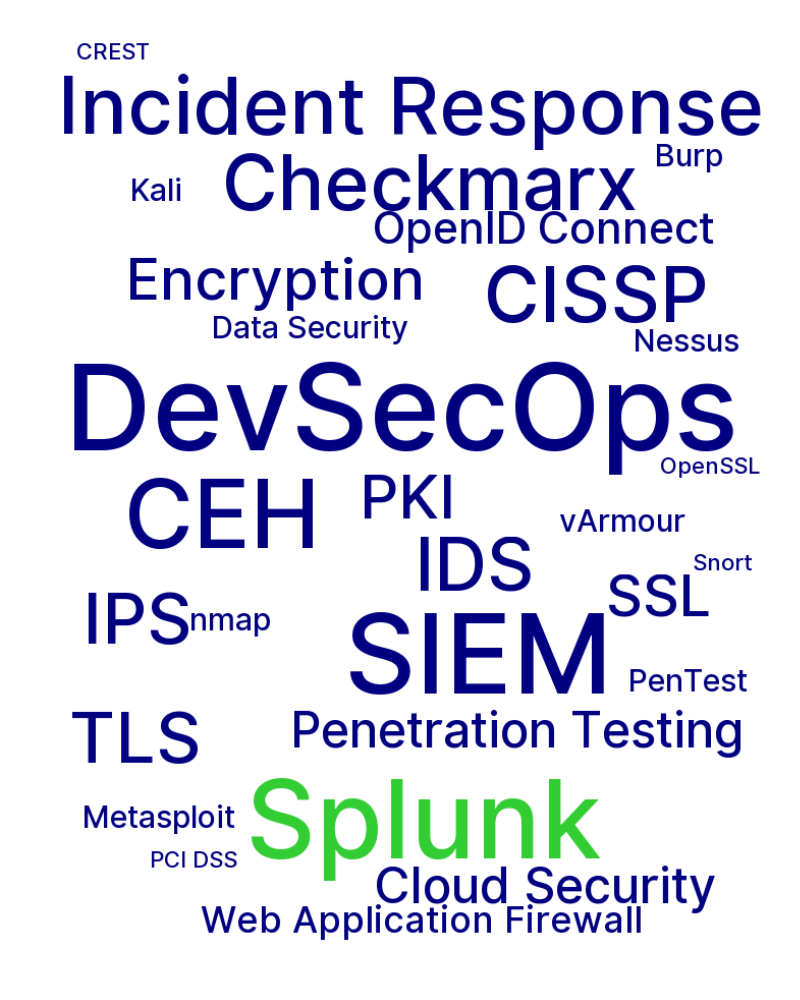 CREST
Incident Response
Burp
Kali
Checkmarx
OpenID Connect
Encryption
CISSP
Data Security
Nessus
DevSecOps
OpenSSL
CEH
PKI
vArmour
IDS
Snort
SSL
IPS
nmap
SIEM
PenTest
TLS
Penetration Testing
Metasploit
Splunk
PCI DSS
Cloud Security
Web Application Firewall